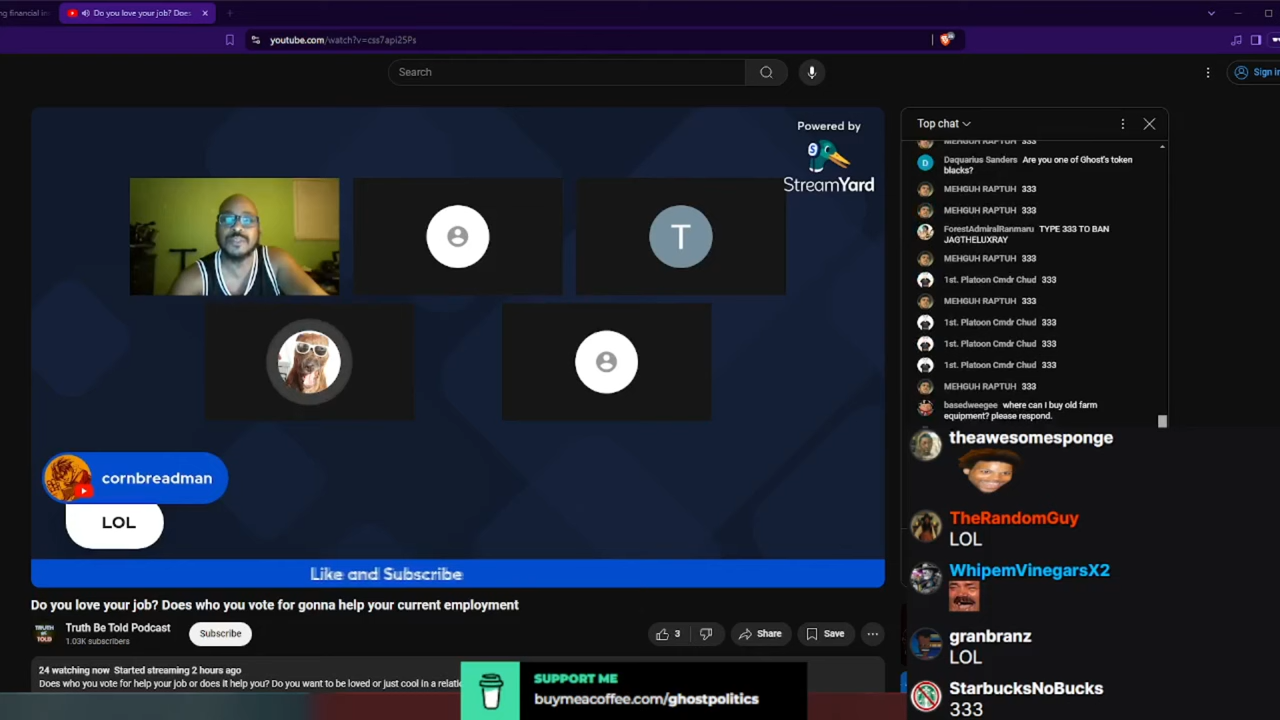 ng financial in
Do you love your job? Does
youtube.com/watch?v=css7api25Ps
Search
Sign in
Powered by
StreamYard
T
cornbreadman
LOL
Like and Subscribe
Do you love your job? Does who you vote for gonna help your current employment
Truth Be Told Podcast
1.03K subscribers
Subscribe
3
Share
Save
24 watching now Started streaming 2 hours ago
Does who you vote for help your job or does it help you? Do you want to be loved or just cool in a relatio
SUPPORT ME
buymeacoffee.com/ghostpolitics
Top chat
MEHGUH RAPTUH 333
Daquarius Sanders Are you one of Ghost's token
blacks?
MEHGUH RAPTUH 333
MEHGUH RAPTUH 333
ForestAdmiralRanmaru TYPE 333 TO BAN
JAGTHELUXRAY
MEHGUH RAPTUH 333
1st. Platoon Cmdr Chud 333
MEHGUH RAPTUH 333
1st. Platoon Cmdr Chud 333
1st. Platoon Cmdr Chud 333
1st. Platoon Cmdr Chud 333
MEHGUH RAPTUH 333
basedweegee where can I buy old farm
equipment? please respond.
theawesomesponge
TheRandomGuy
LOL
WhipemVinegarsX2
granbranz
LOL
StarbucksNoBucks
333